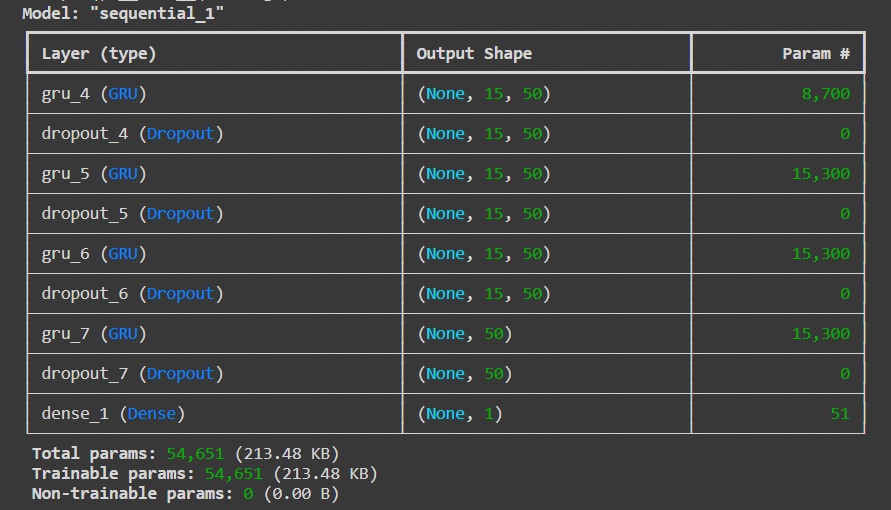 Model: "sequential_1"
Layer (type) Output Shape Param #
gru_4 (GRU) (None, 15, 50) 8,700
dropout_4 (Dropout) (None, 15, 50) 0
gru_5 (GRU) (None, 15, 50) 15,300
dropout_5 (Dropout) (None, 15, 50) 0
gru_6 (GRU) (None, 15, 50) 15,300
dropout_6 (Dropout) (None, 15, 50) 0
gru_7 (GRU) (None, 50) 15,300
dropout_7 (Dropout) (None, 50) 0
dense_1 (Dense) (None, 1) 51
Total params: 54,651 (213.48 KB)
Trainable params: 54,651 (213.48 KB)
Non-trainable params: 0 (0.00 B)